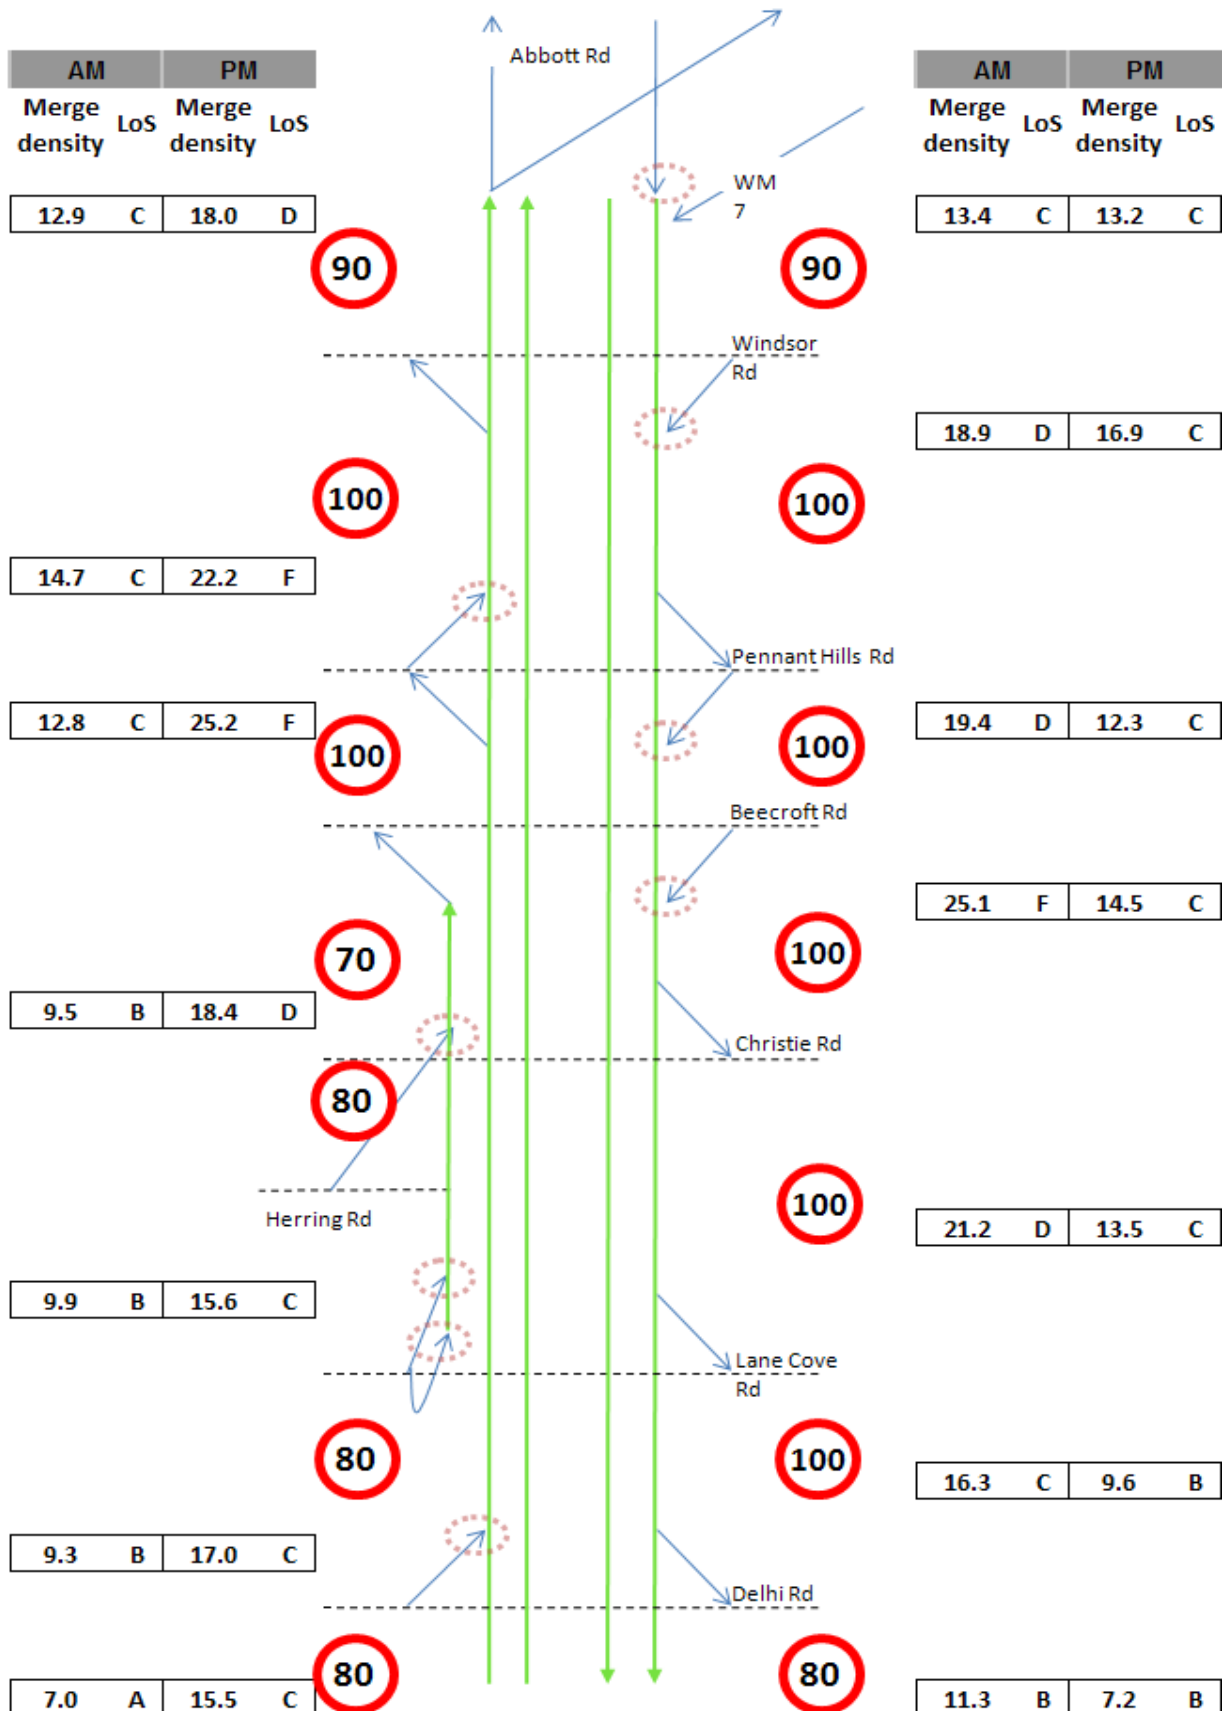 Abbott Rd
AM PM
Merge density LoS Merge density LoS
AM PM
Merge density LoS Merge density LoS
WM
7
12.9 C 18.0 D
13.4 C 13.2 C
90
90
Windsor
Rd
18.9 D 16.9 C
100
100
14.7 C 22.2 F
Pennant Hills Rd
12.8 C 25.2 F
19.4 D 12.3 C
100
100
Beecroft Rd
25.1 F 14.5 C
70
100
9.5 B 18.4 D
Christie Rd
80
Herring Rd
100
21.2 D 13.5 C
9.9 B 15.6 C
Lane Cove
Rd
80
100
16.3 C 9.6 B
9.3 B 17.0 C
Delhi Rd
80
80
7.0 A 15.5 C
11.3 B 7.2 B